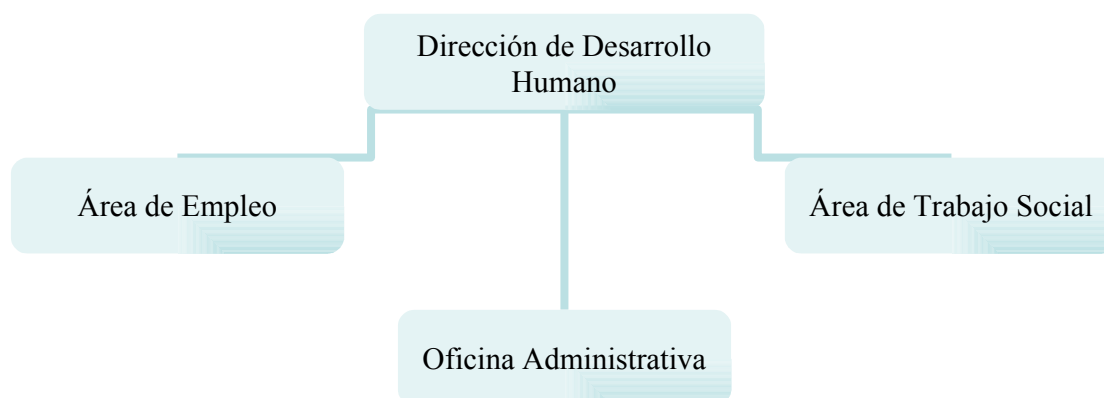 Dirección de Desarrollo
Humano
Área de Empleo
Área de Trabajo Social
Oficina Administrativa